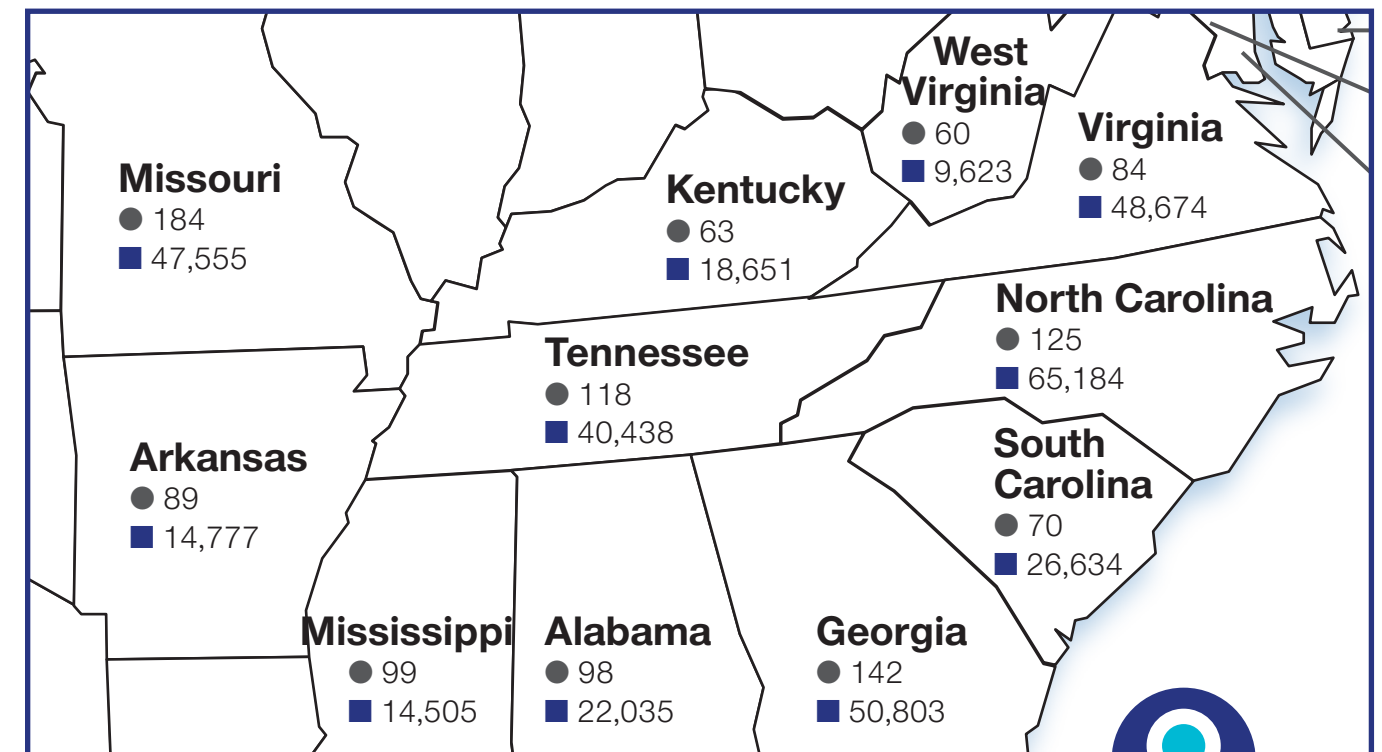 West
Virginia
60
9,623
Virginia
84
48,674
Missouri
184
47,555
Kentucky
63
18,651
North Carolina
125
65,184
Tennessee
118
40,438
South
Carolina
70
26,634
Arkansas
89
14,777
Mississippi
99
14,505
Alabama
98
22,035
Georgia
142
50,803